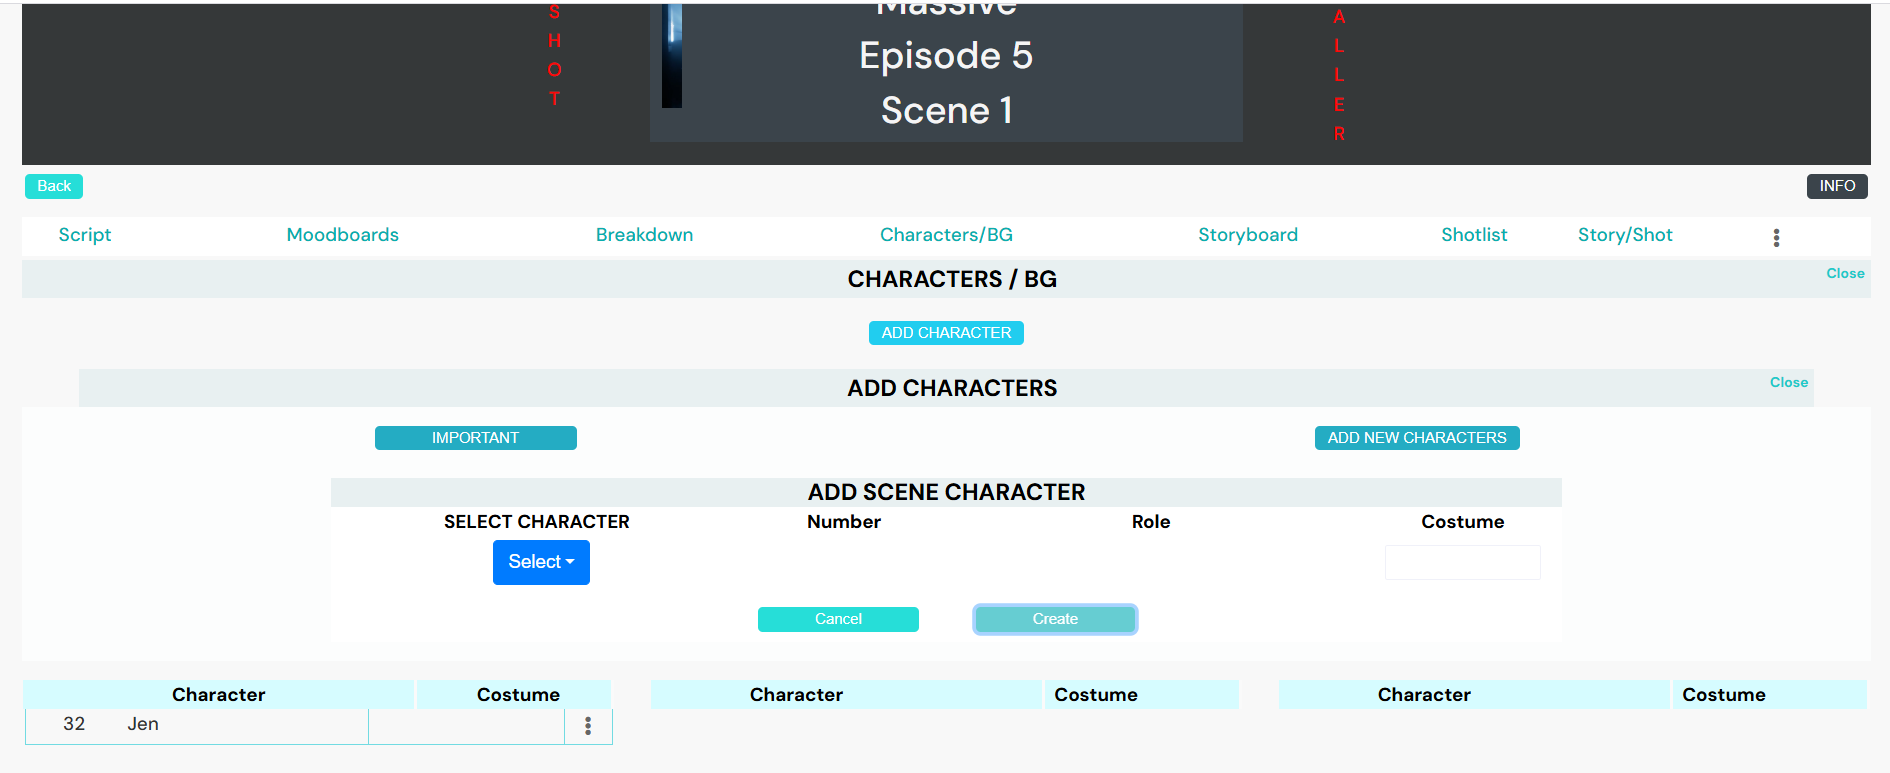 S
H
O
T
Massive
Episode 5
Scene 1
A
L
L
E
R
Back
INFO
Script Moodboards Breakdown Characters/BG Storyboard Shotlist Story/Shot
CHARACTERS / BG
Close
ADD CHARACTER
ADD CHARACTERS
Close
IMPORTANT
ADD NEW CHARACTERS
ADD SCENE CHARACTER
SELECT CHARACTER Number Role Costume
Select
Cancel Create
Character Costume Character Costume Character Costume
32 Jen